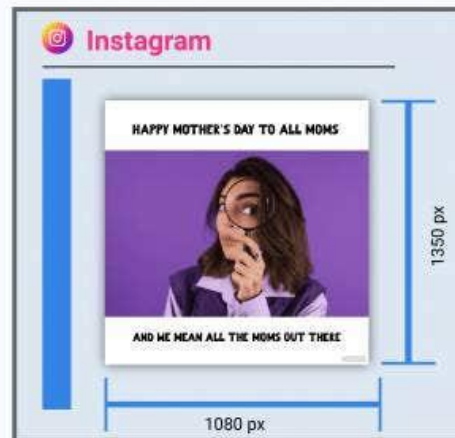 Instagram
HAPPY MOTHER'S DAY TO ALL MOMS
1350 px
AND WE MEAN ALL THE MOMS OUT THERE
1080 px